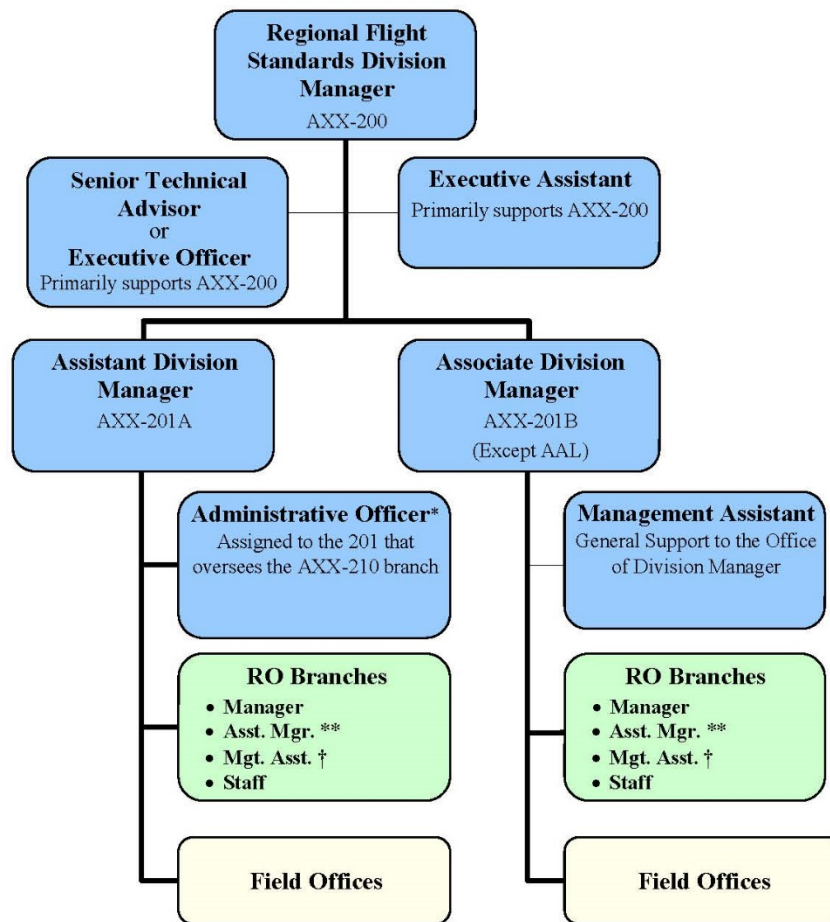 Regional Flight
Standards Division
Manager
AXX-200
Senior Technical
Advisor
or
Executive Officer
Primarily supports AXX-200
Executive Assistant
Primarily supports AXX-200
Assistant Division
Manager
AXX-201A
Associate Division
Manager
AXX-201B
(Except AAL)
Administrative Officer*
Assigned to the 201 that
oversees the AXX-210 branch
Management Assistant
General Support to the Office
of Division Manager
RO Branches
• Manager
• Asst. Mgr. **
• Mgt. Asst. †
• Staff
RO Branches
• Manager
• Asst. Mgr. **
• Mgt. Asst. †
• Staff
Field Offices
Field Offices